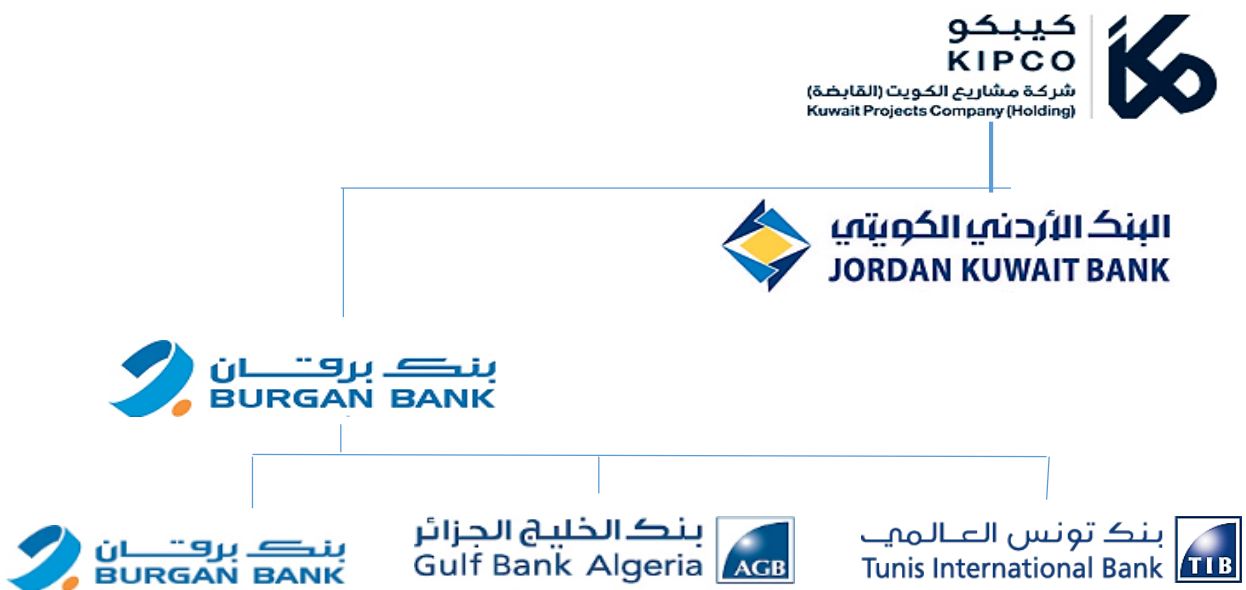 كيبكو
KIPCO
شركة مشاريع الكويت (القابضة)
Kuwait Projects Company (Holding)
البنك الأردني الكويتي
JORDAN KUWAIT BANK
بنك برقان
BURGAN BANK
بنك برقان
BURGAN BANK
بنك الخليج الجزائر
Gulf Bank Algeria
AGB
بنك تونس العالمي
Tunis International Bank
TIB